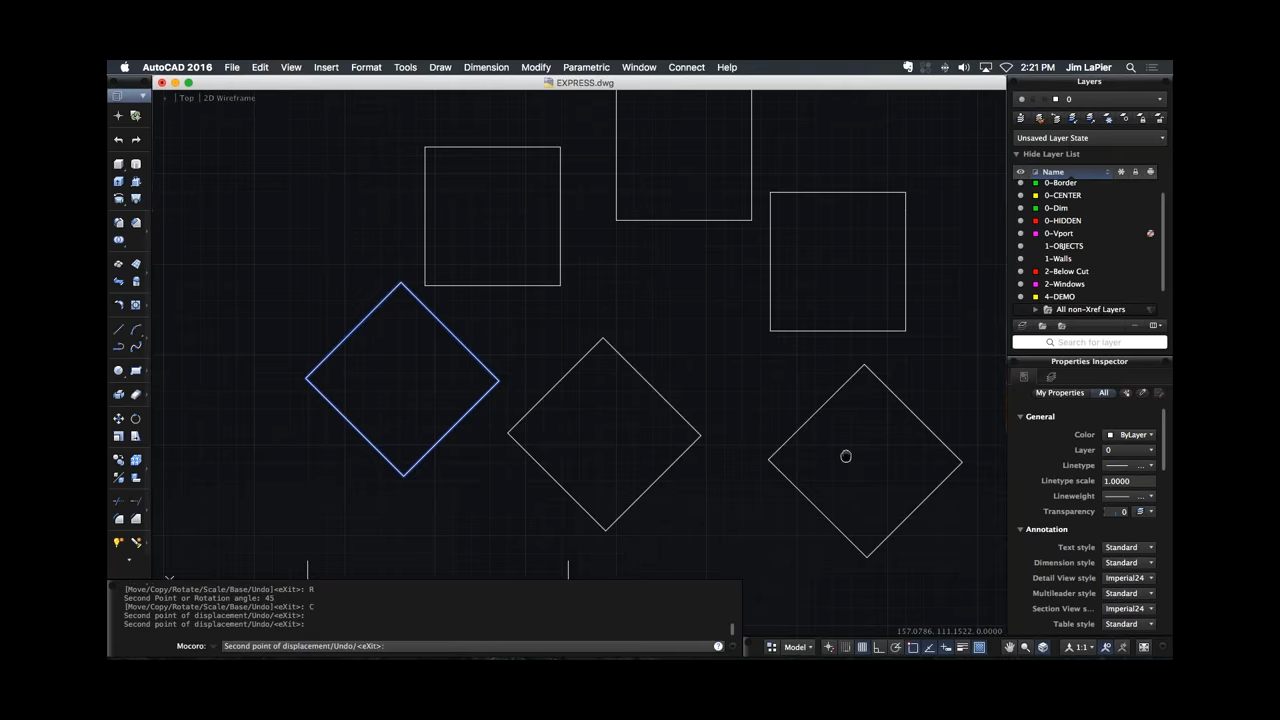 AutoCAD 2016 File Edit View Insert Format Tools Draw Dimension Modify Parametric Window Connect Help 2:21 PM Jim LaPier
EXPRESS.dwg
Top 2D Wireframe
Layers
0
Unsaved Layer State
Hide Layer List
Name
0-Border
0-CENTER
0-Dim
0-HIDDEN
0-Vport
1-OBJECTS
1-Walls
2-Below Cut
2-Windows
4-DEMO
All non-Xref Layers
Search for layer
Properties Inspector
My Properties All
General
Color ByLayer
Layer 0
Linetype ...
Linetype scale 1.0000
Lineweight ...
Transparency 0
Annotation
Text style Standard
Dimension style Standard
Detail View style Imperial24
Multileader style Standard
Section View s... Imperial24
Table style Standard
[Move/Copy/Rotate/Scale/Base/Undo]<eXit>: R
Second Point or Rotation angle: 45
[Move/Copy/Rotate/Scale/Base/Undo]<eXit>: C
Second point of displacement/Undo/<eXit>:
Second point of displacement/Undo/<eXit>:
157.0786, 111.1522, 0.0000
Mocoro: Second point of displacement/Undo/<eXit>: ?
Model 1:1